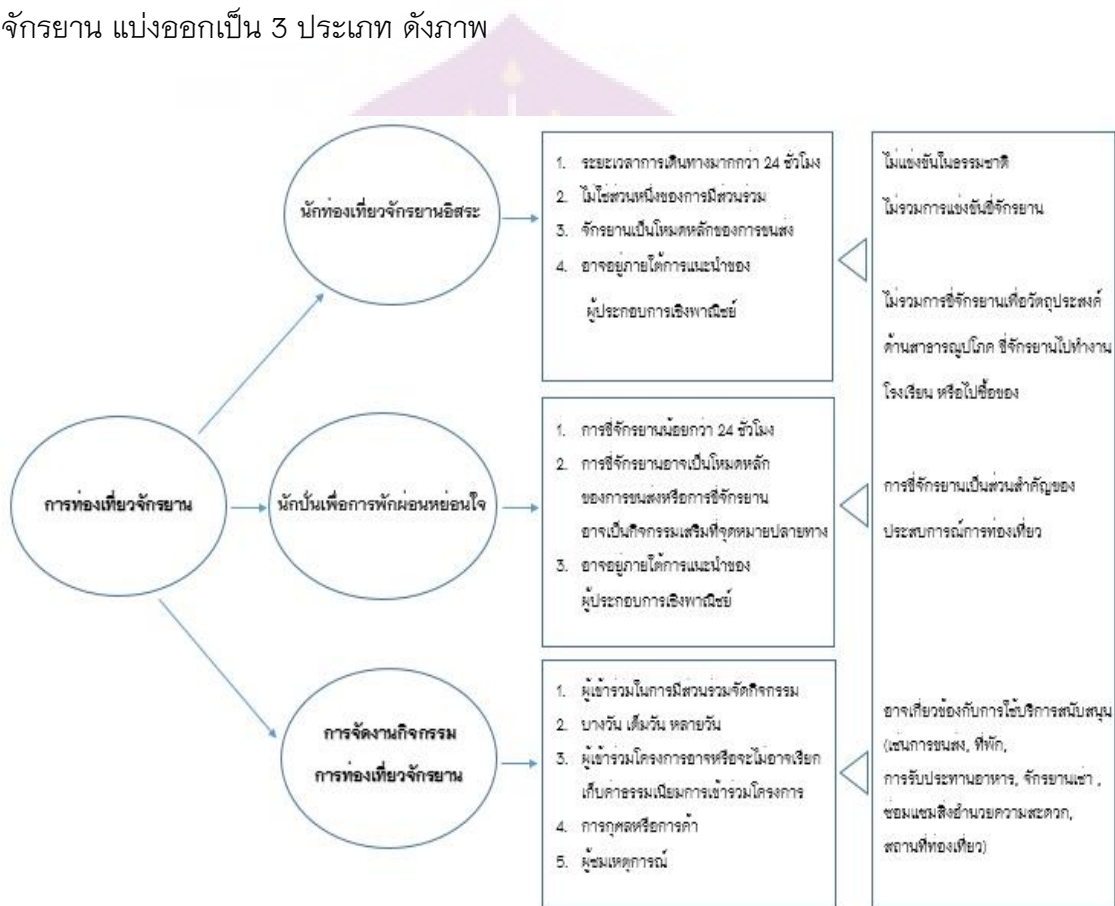 จักรยาน แบ่งออกเป็น 3 ประเภท ดังภาพ
การท่องเที่ยวจักรยาน
นักท่องเที่ยวจักรยานอิสระ
1. ระยะเวลาการเดินทางมากกว่า 24 ชั่วโมง
2. ไม่ใช่ส่วนหนึ่งของการมีส่วนร่วม
3. จักรยานเป็นโหมดหลักของการขนส่ง
4. อาจอยู่ภายใต้การแนะนำของ
ผู้ประกอบการเชิงพาณิชย์
นักปั่นเพื่อการพักผ่อนหย่อนใจ
1. การขี่จักรยานน้อยกว่า 24 ชั่วโมง
2. การขี่จักรยานอาจเป็นโหมดหลัก
ของการขนส่งหรือการขี่จักรยาน
อาจเป็นกิจกรรมเสริมที่จุดหมายปลายทาง
3. อาจอยู่ภายใต้การแนะนำของ
ผู้ประกอบการเชิงพาณิชย์
การจัดงานกิจกรรม
การท่องเที่ยวจักรยาน
1. ผู้เข้าร่วมในการมีส่วนร่วมจัดกิจกรรม
2. บางวัน เต็มวัน หลายวัน
3. ผู้เข้าร่วมโครงการอาจหรือจะไม่อาจเรียก
เก็บค่าธรรมเนียมการเข้าร่วมโครงการ
4. การกุศลหรือการค้า
5. ผู้ชมเหตุการณ์
ไม่แข่งขันในธรรมชาติ
ไม่รวมการแข่งขันขี่จักรยาน
ไม่รวมการขี่จักรยานเพื่อวัตถุประสงค์
ด้านสาธารณูปโภค ขี่จักรยานไปทำงาน
โรงเรียน หรือไปซื้อของ
การขี่จักรยานเป็นส่วนสำคัญของ
ประสบการณ์การท่องเที่ยว
อาจเกี่ยวข้องกับการใช้บริการสนับสนุน
(เช่นการขนส่ง, ที่พัก,
การรับประทานอาหาร, จักรยานเช่า ,
ซ่อมแซมสิ่งอำนวยความสะดวก,
สถานที่ท่องเที่ยว)